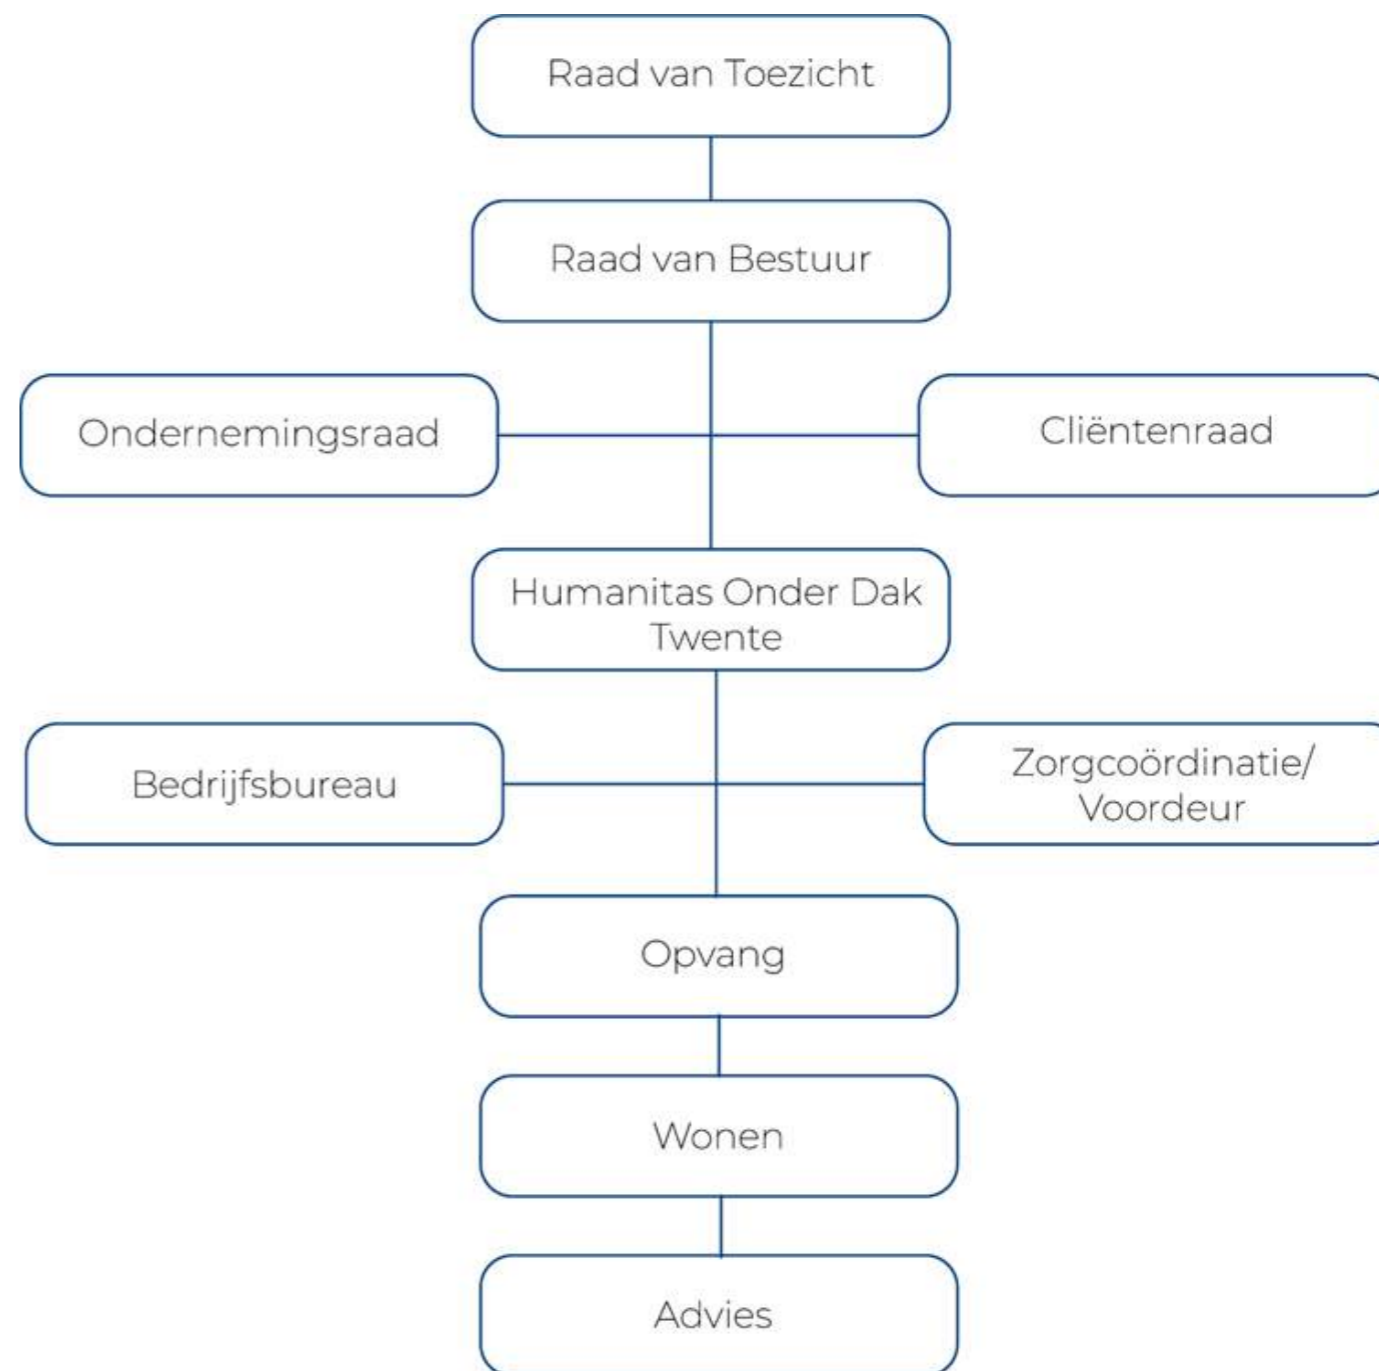 Raad van Toezicht
Raad van Bestuur
Ondernemingsraad
Cliëntenraad
Humanitas Onder Dak
Twente
Bedrijfsbureau
Zorgcoördinatie/
Voordeur
Opvang
Wonen
Advies